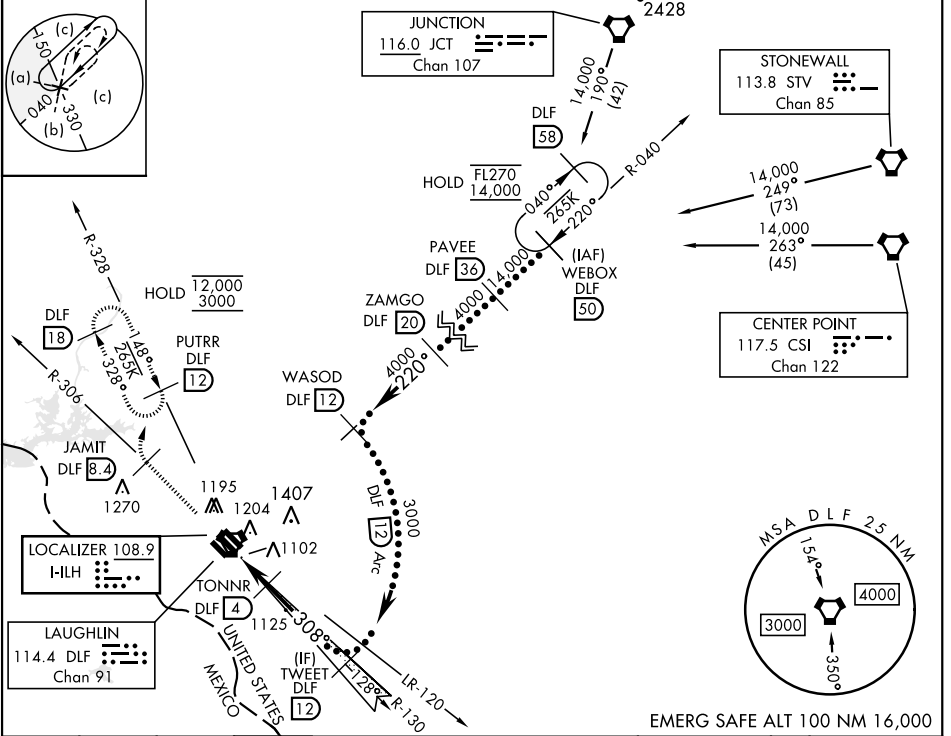 150
(c)
(a)
(c)
040
(b)
330
2428
JUNCTION
116.0 JCT
Chan 107
14,000
190°
(42)
STONEWALL
113.8 STV
Chan 85
DLF
58
R-040
HOLD FL270
14,000
040°
265K
220°
14,000
249°
(73)
14,000
263°
(45)
(IAF)
WEBOX
DLF
50
PAVEE
DLF 36
14,000
4000
ZAMGO
DLF 20
4000
220°
CENTER POINT
117.5 CSI
Chan 122
R-328
HOLD 12,000
3000
DLF
18
148°
265K
328°
PUTRR
DLF
12
R-306
WASOD
DLF 12
JAMIT
DLF 8.4
1270
1195
1204
1407
1102
DLF 12 Arc
3000
LOCALIZER 108.9
I-ILH
TONNR
DLF 4
1125
308°
LAUGHLIN
114.4 DLF
Chan 91
UNITED STATES
MEXICO
(IF)
TWEET
DLF
12
128°
R-130
LR-120
MSA DLF 25 NM
154°
3000
4000
350°
EMERG SAFE ALT 100 NM 16,000